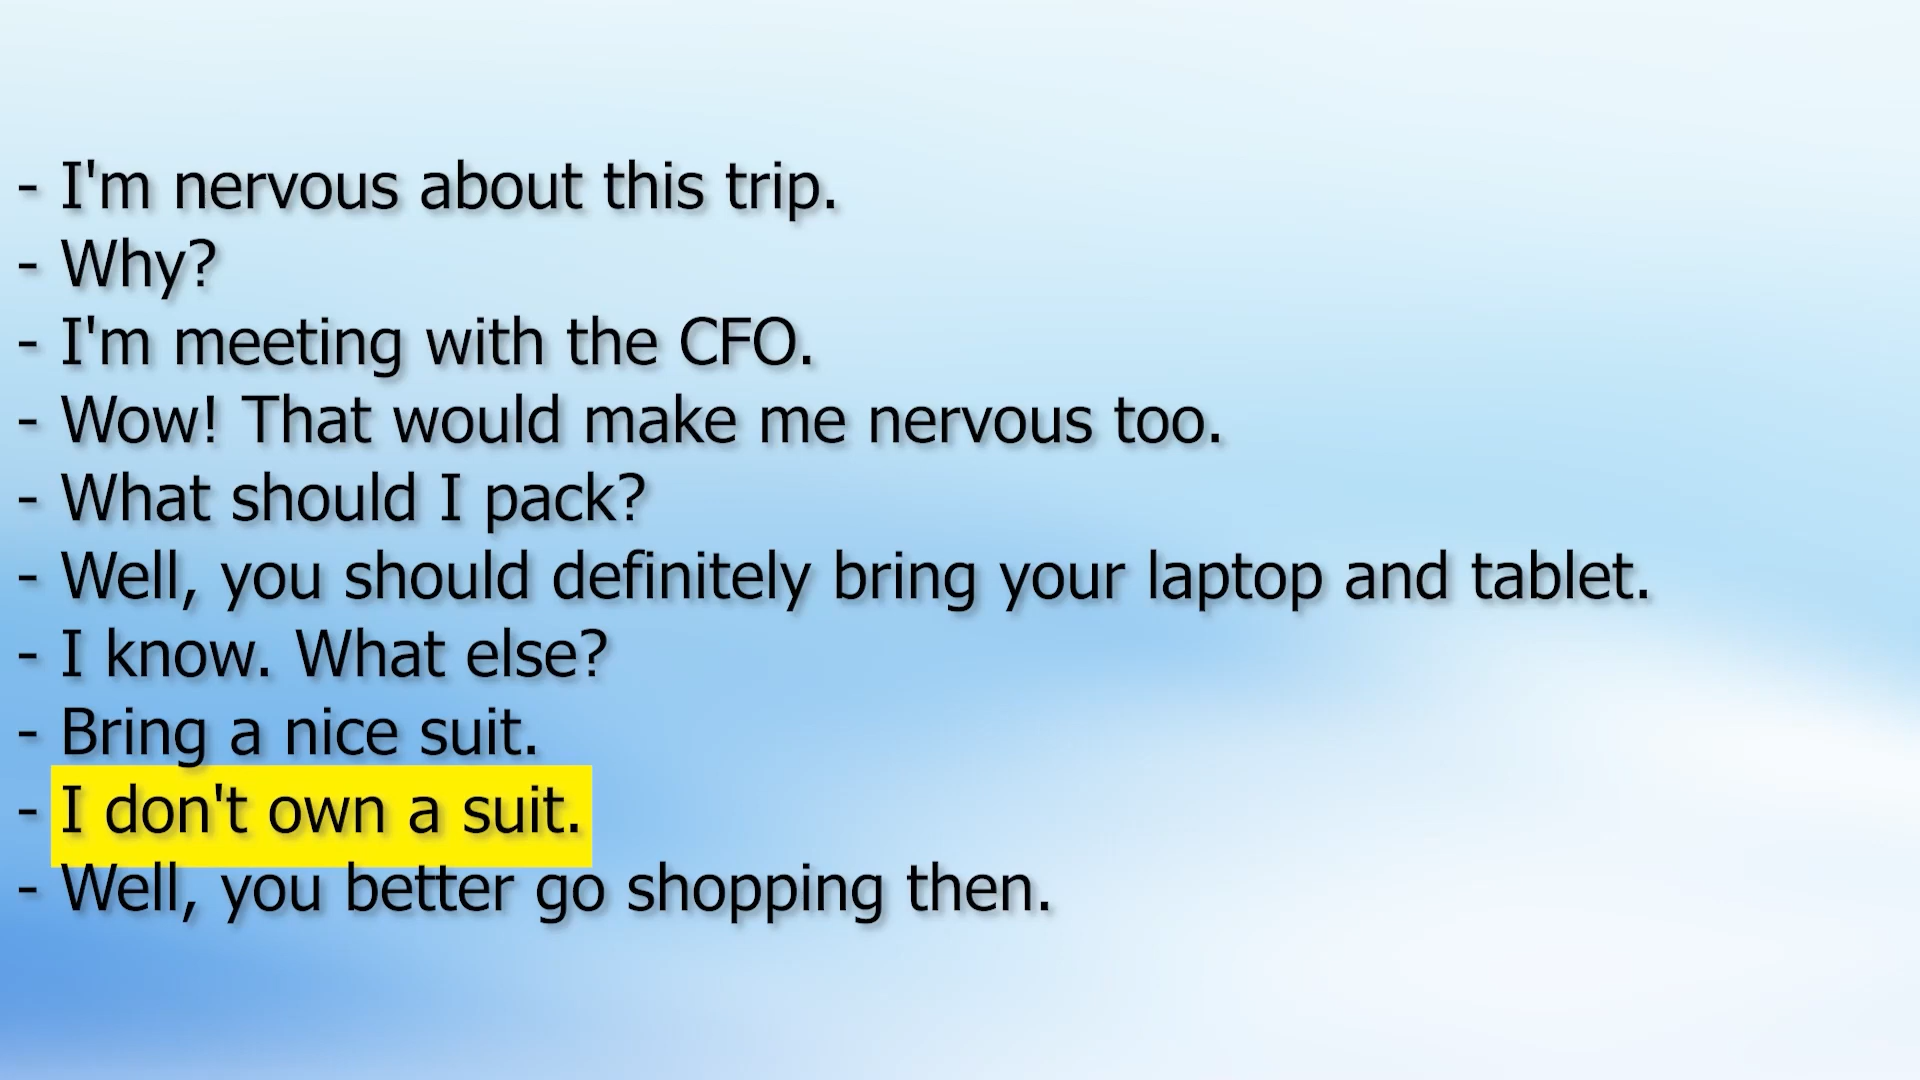 - I'm nervous about this trip.
- Why?
- I'm meeting with the CFO.
- Wow! That would make me nervous too.
- What should I pack?
- Well, you should definitely bring your laptop and tablet.
- I know. What else?
- Bring a nice suit.
- I don't own a suit.
- Well, you better go shopping then.